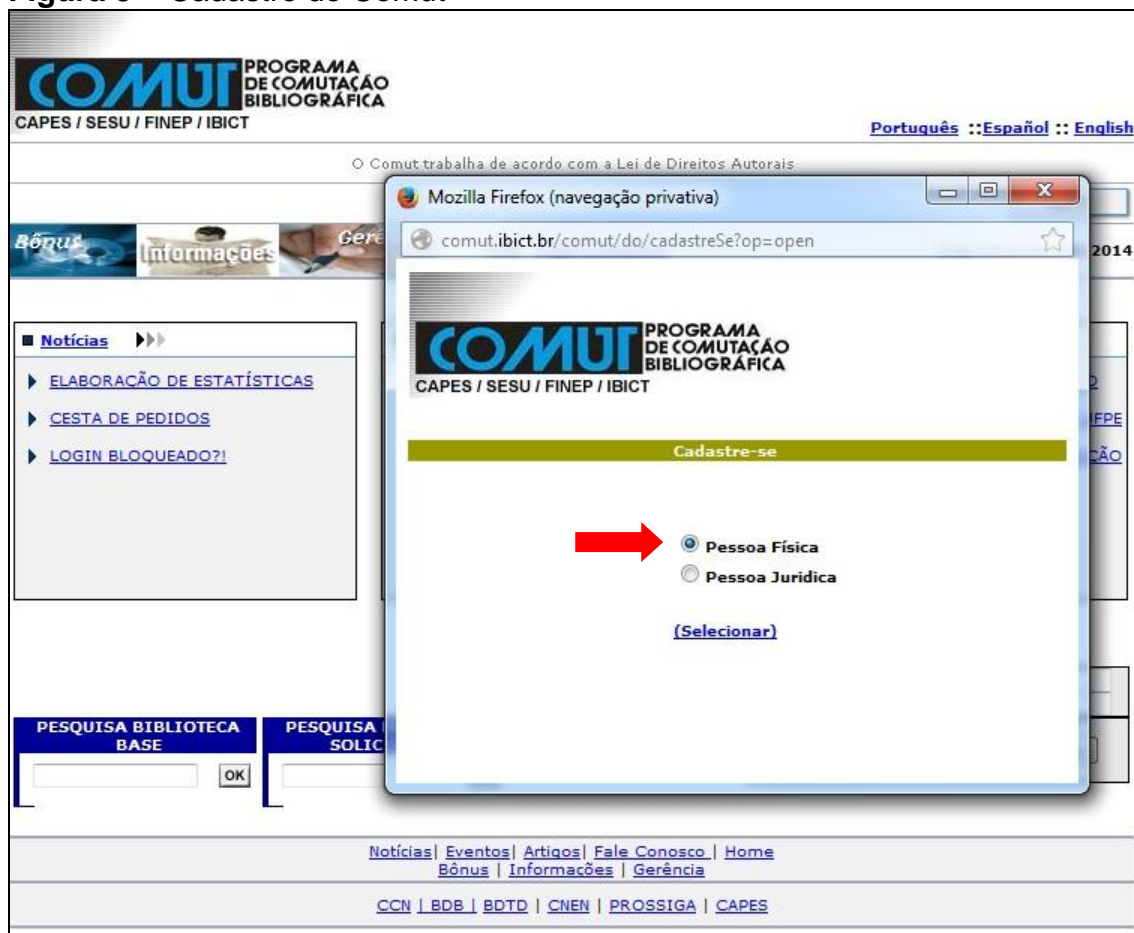 PROGRAMA
COMUT DE COMUTAÇÃO
BIBLIOGRÁFICA
CAPES / SESU / FINEP / IBICT
Português ::Español :: English
O Comut trabalha de acordo com a Lei de Direitos Autorais
Bônus
Informações
2014
Notícias
ELABORAÇÃO DE ESTATÍSTICAS
CESTA DE PEDIDOS
LOGIN BLOQUEADO?!
Mozilla Firefox (navegação privativa)
comut.ibict.br/comut/do/cadastreSe?op=open
PROGRAMA
COMUT DE COMUTAÇÃO
BIBLIOGRÁFICA
CAPES / SESU / FINEP / IBICT
Cadastre-se
Pessoa Física
Pessoa Juridica
(Selecionar)
PESQUISA BIBLIOTECA
BASE
OK
PESQUISA
Notícias| Eventos| Artigos| Fale Conosco | Home
Bônus | Informacões | Gerência
CCN | BDB | BDTD | CNEN | PROSSIGA | CAPES